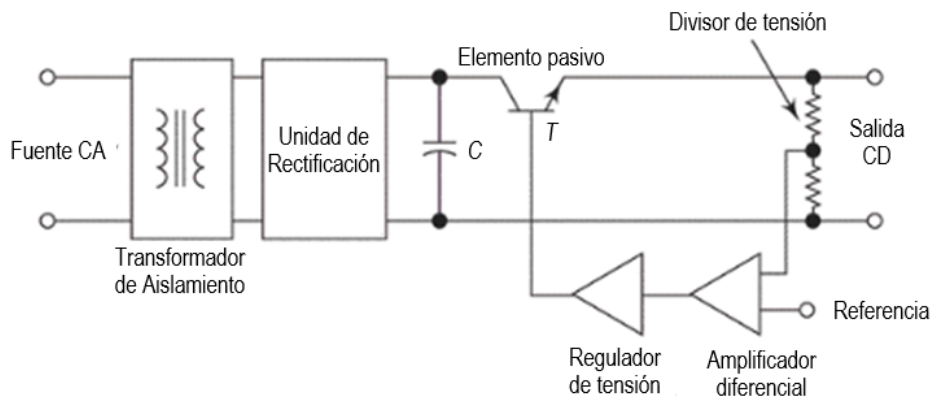 Divisor de
tensión
Elemento pasivo
Fuente CA
Unidad de
Rectificación
C
T
Salida
CD
Transformador
de Aislamiento
Referencia
Regulador
de tensión
Amplificador
diferencial